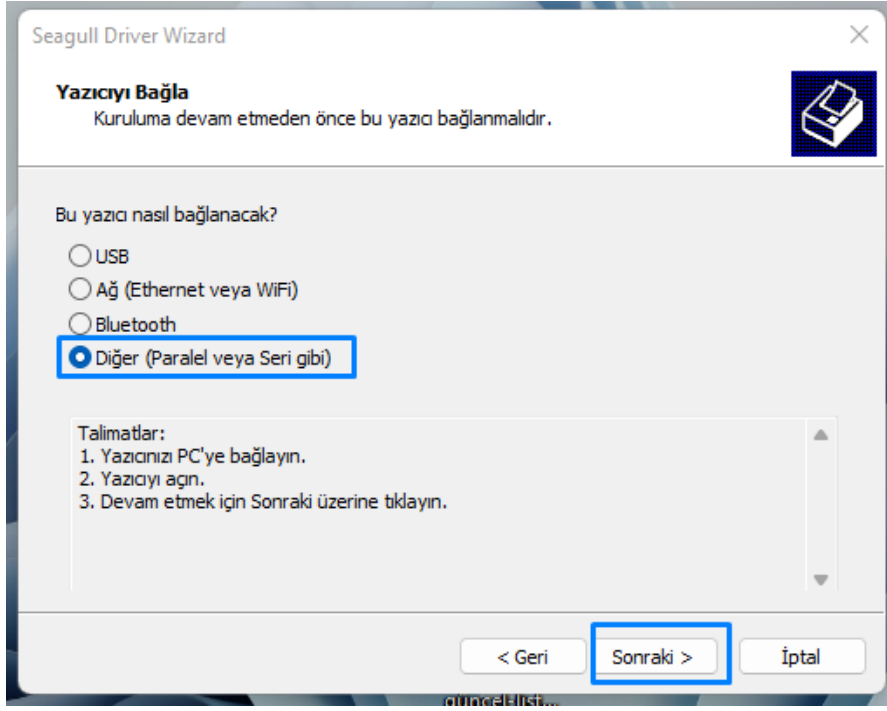 Seagull Driver Wizard
Yazıcıyı Bağla
Kuruluma devam etmeden önce bu yazıcı bağlanmalıdır.
Bu yazıcı nasıl bağlanacak?
USB
Ağ (Ethernet veya WiFi)
Bluetooth
Diğer (Paralel veya Seri gibi)
Talimatlar:
1. Yazıcınızı PC'ye bağlayın.
2. Yazıcıyı açın.
3. Devam etmek için Sonraki üzerine tıklayın.
< Geri
Sonraki >
İptal
güncel-list...